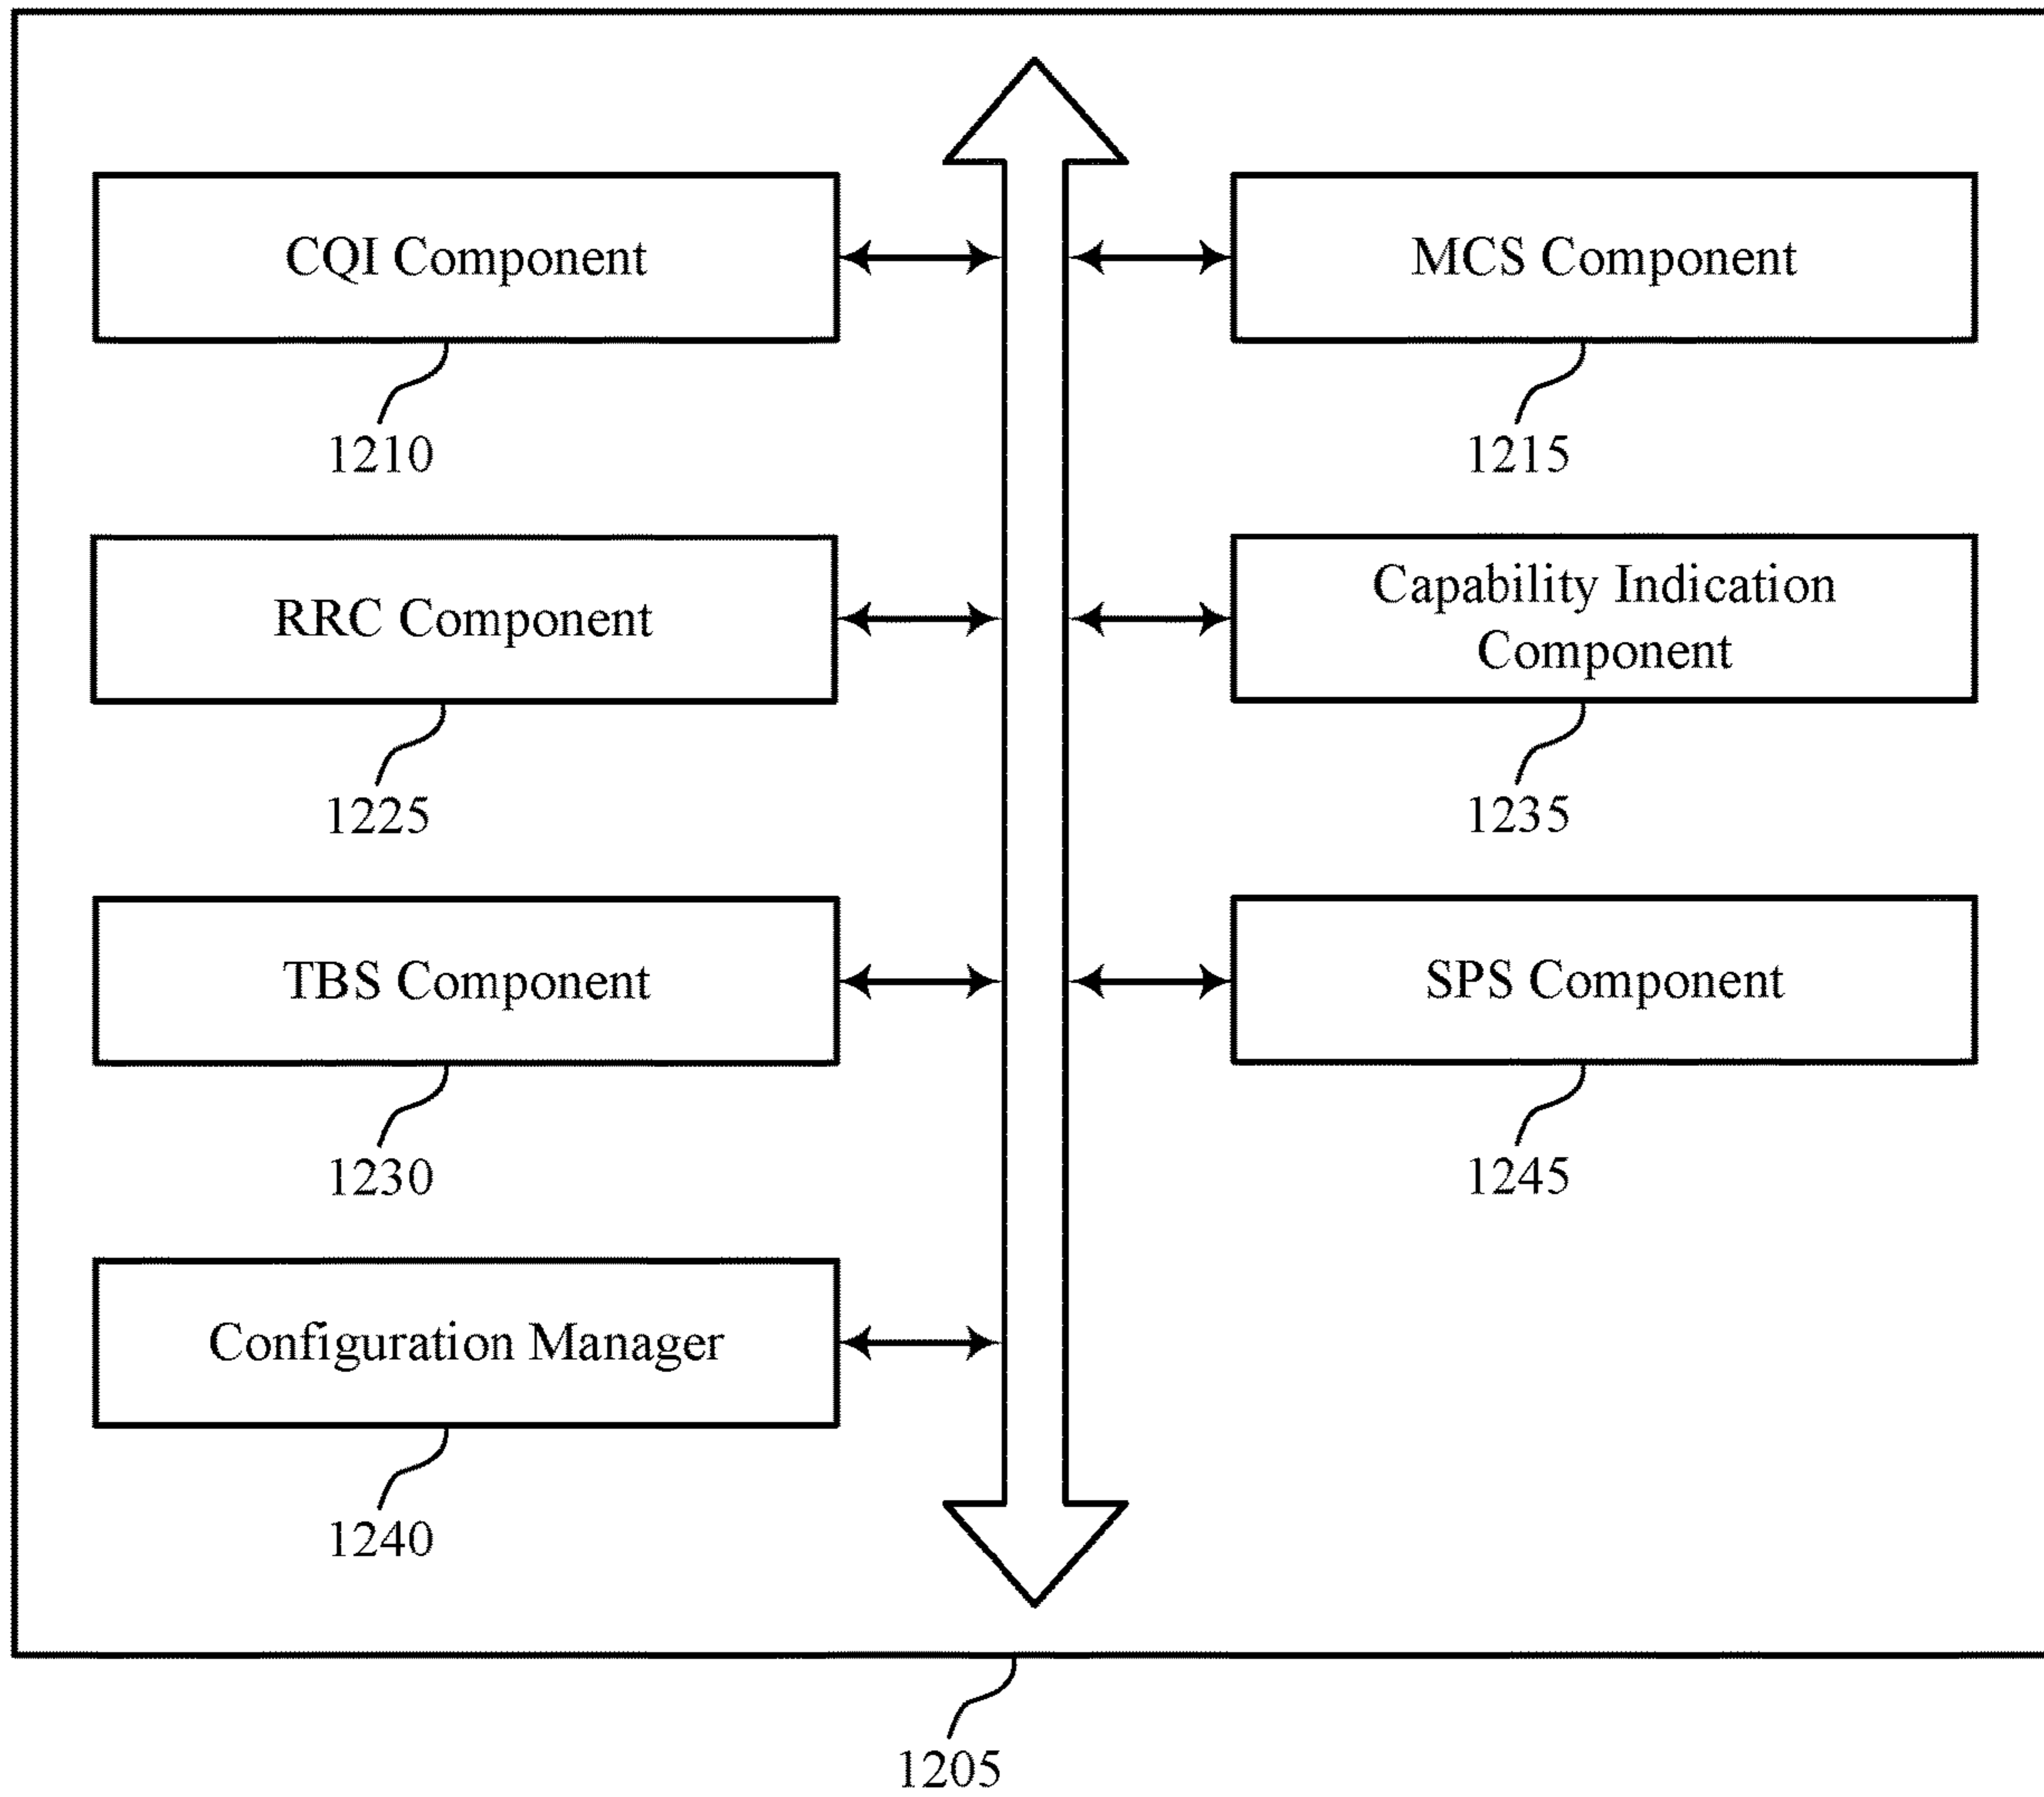 CQI Component
MCS Component
1210
1215
RRC Component
Capability Indication
Component
1225
1235
TBS Component
SPS Component
1230
1245
Configuration Manager
1240
1205